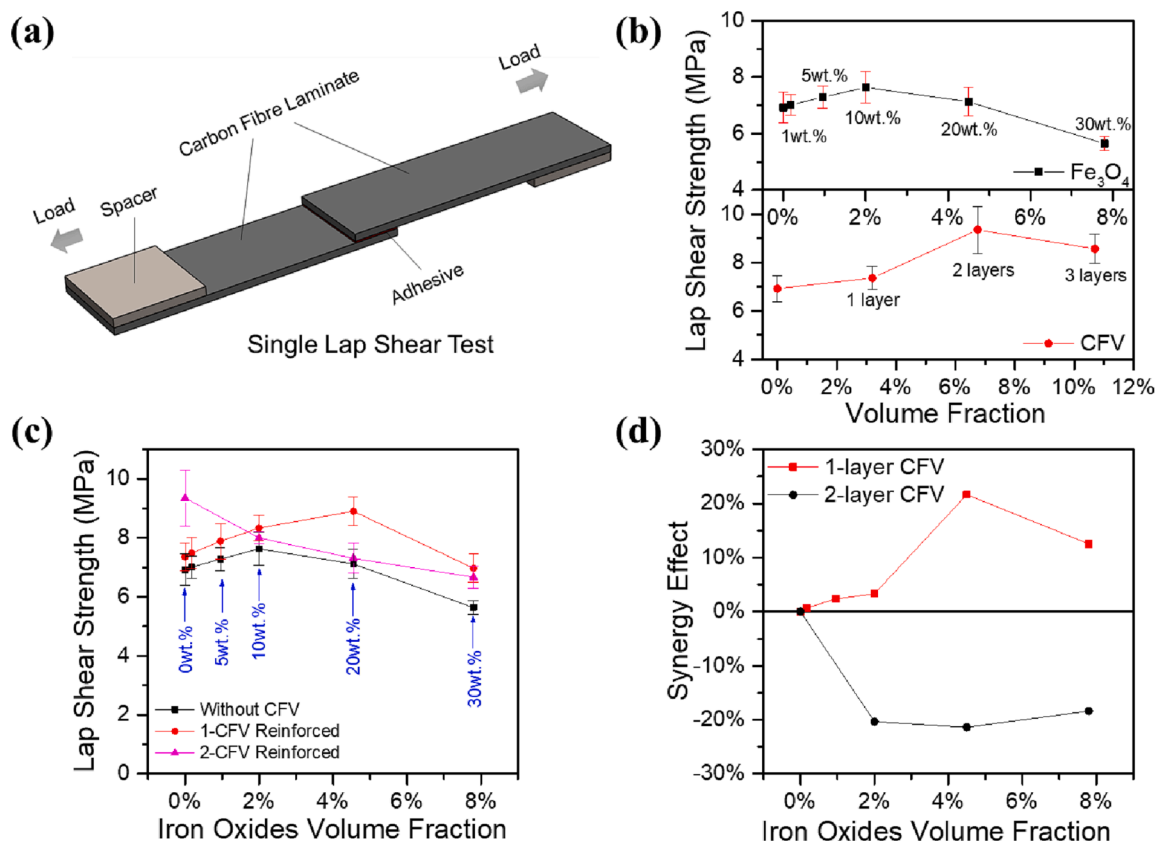 (a)
Load
Carbon Fibre Laminate
Load
Spacer
Adhesive
Single Lap Shear Test
(b)
Lap Shear Strength (MPa)
10
8
6
4
5wt.%
1wt.%
10wt.%
20wt.%
30wt.%
Fe₃O₄
0% 2% 4% 6% 8%
10
8
6
4
1 layer
2 layers
3 layers
CFV
0% 2% 4% 6% 8% 10% 12%
Volume Fraction
(c)
Lap Shear Strength (MPa)
10
8
6
4
2
0
0wt.%
5wt.%
10wt.%
20wt.%
30wt.%
Without CFV
1-CFV Reinforced
2-CFV Reinforced
0% 2% 4% 6% 8%
Iron Oxides Volume Fraction
(d)
Synergy Effect
30%
20%
10%
0%
-10%
-20%
-30%
1-layer CFV
2-layer CFV
0% 2% 4% 6% 8%
Iron Oxides Volume Fraction